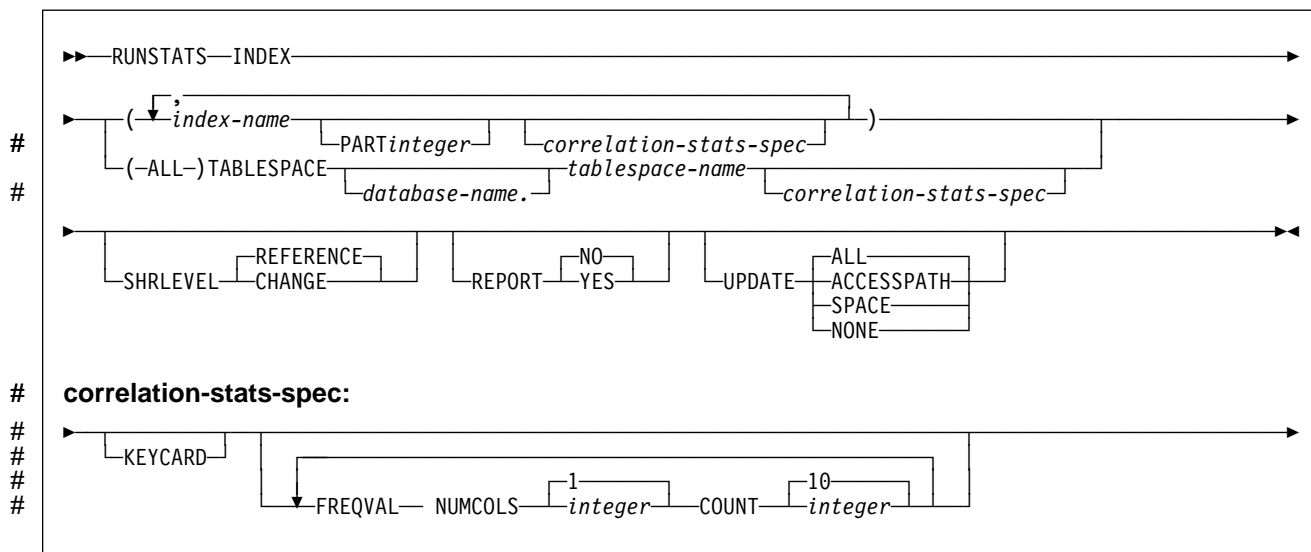 RUNSTATS INDEX
,
( index-name PARTinteger correlation-stats-spec )
# (ALL)TABLESPACE database-name. tablespace-name correlation-stats-spec
#
SHRLEVEL REFERENCE CHANGE REPORT NO YES UPDATE ALL ACCESSPATH SPACE NONE
# correlation-stats-spec:
#
# KEYCARD
#
# FREQVAL NUMCOLS 1 integer COUNT 10 integer